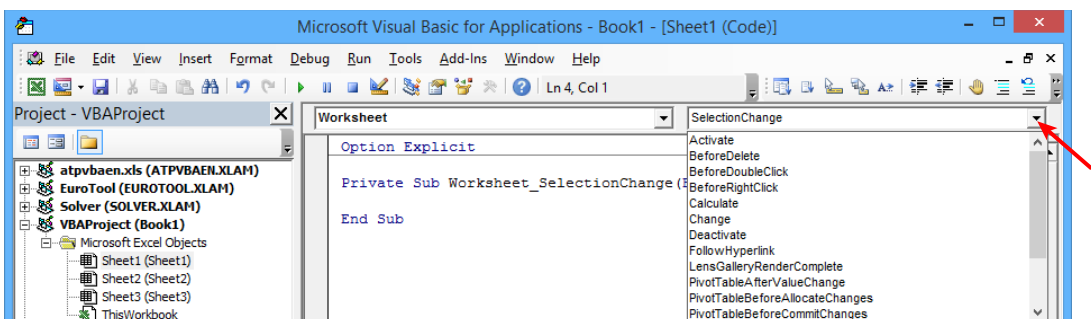 Microsoft Visual Basic for Applications - Book1 - [Sheet1 (Code)]
File Edit View Insert Format Debug Run Tools Add-Ins Window Help
Ln 4, Col 1
Project - VBAProject
Worksheet
SelectionChange
atpvbaen.xls (ATPVBAEN.XLAM)
EuroTool (EUROTOOL.XLAM)
Solver (SOLVER.XLAM)
VBAProject (Book1)
Microsoft Excel Objects
Sheet1 (Sheet1)
Sheet2 (Sheet2)
Sheet3 (Sheet3)
ThisWorkbook
Option Explicit
Private Sub Worksheet_SelectionChange(
End Sub
Activate
BeforeDelete
BeforeDoubleClick
BeforeRightClick
Calculate
Change
Deactivate
FollowHyperlink
LensGalleryRenderComplete
PivotTableAfterValueChange
PivotTableBeforeAllocateChanges
PivotTableBeforeCommitChanges